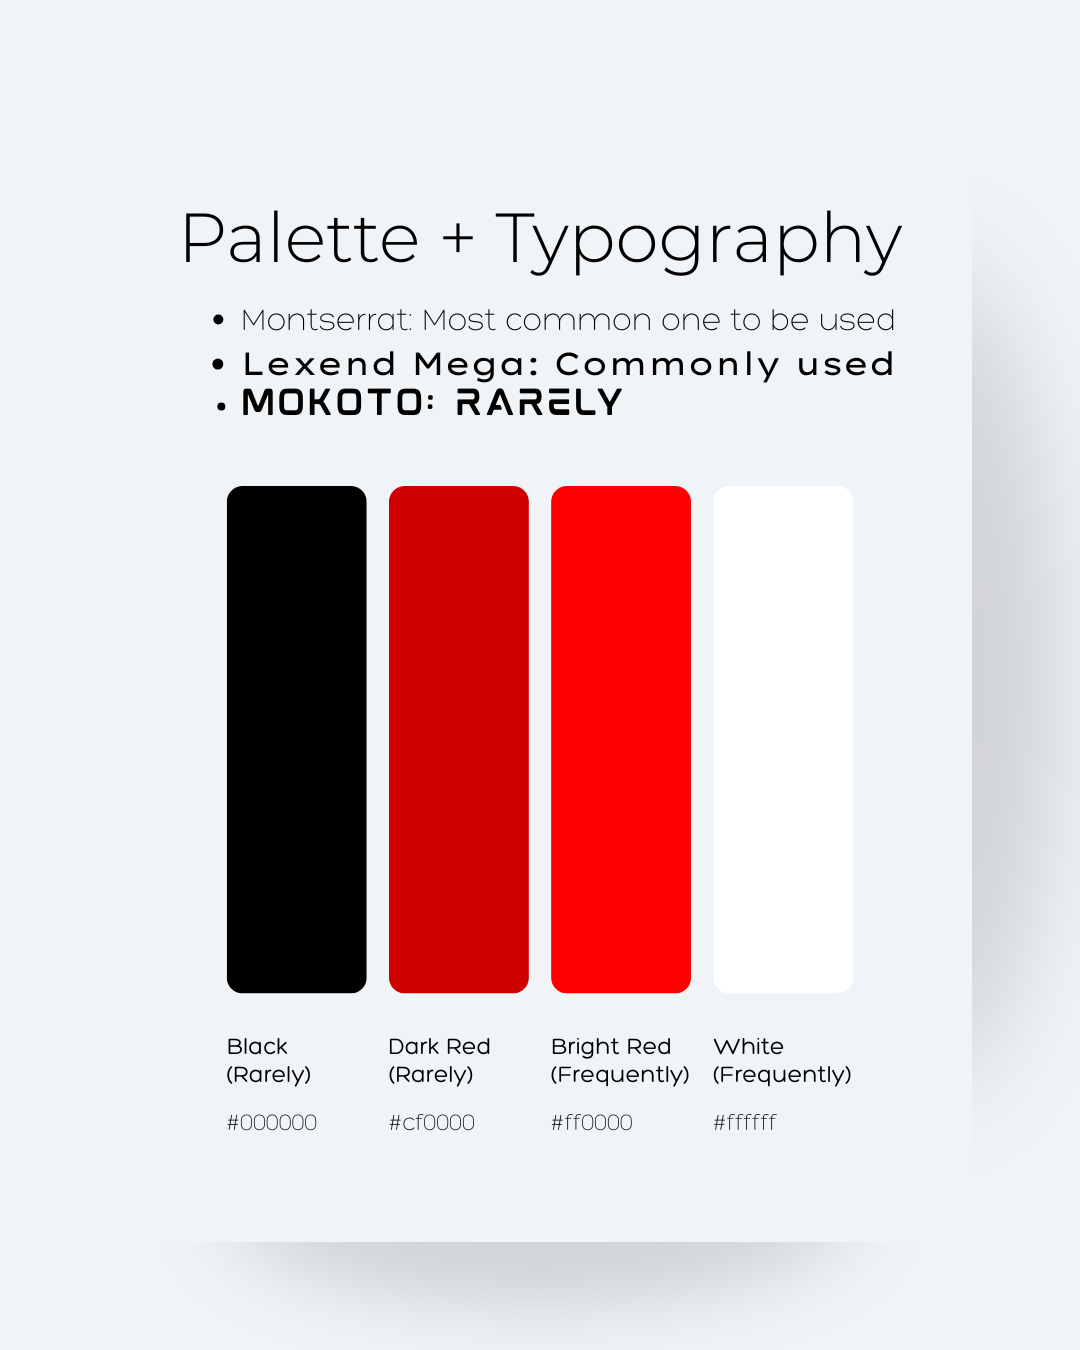 Palette + Typography
• Montserrat: Most common one to be used
• Lexend Mega: Commonly used
• MOKOTO: RARELY
Black
(Rarely)
#000000
Dark Red
(Rarely)
#cf0000
Bright Red
(Frequently)
#ff0000
White
(Frequently)
#ffffff